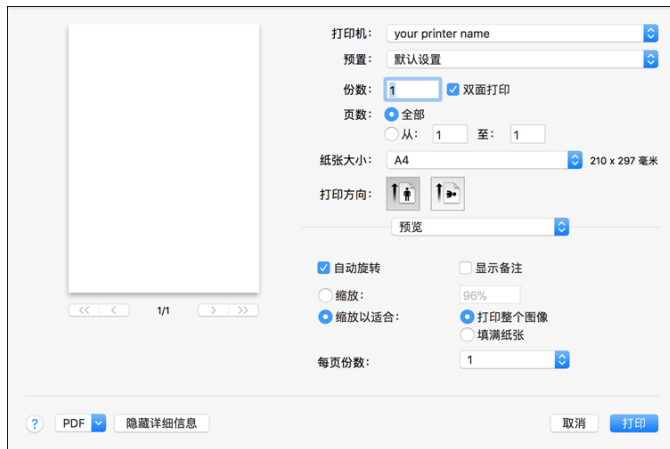 打印机： your printer name
预置： 默认设置
份数： 1 双面打印
页数： 全部
从： 1 至： 1
纸张大小： A4 210 x 297 毫米
打印方向：
预览
自动旋转 显示备注
缩放： 96%
缩放以适合： 打印整个图像
填满纸张
每页份数： 1
<< < 1/1 > >>
? PDF 隐藏详细信息 取消 打印